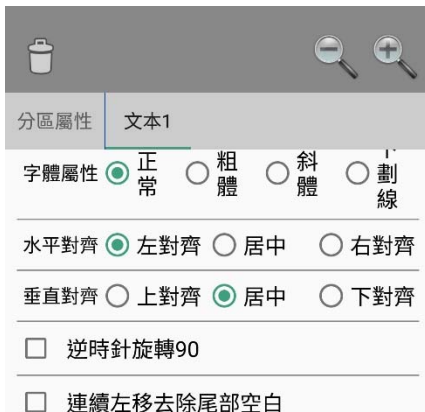 分區屬性 文本1
字體屬性 正常 粗體 斜體 下劃線
水平對齊 左對齊 居中 右對齊
垂直對齊 上對齊 居中 下對齊
逆時針旋轉90
連續左移去除尾部空白